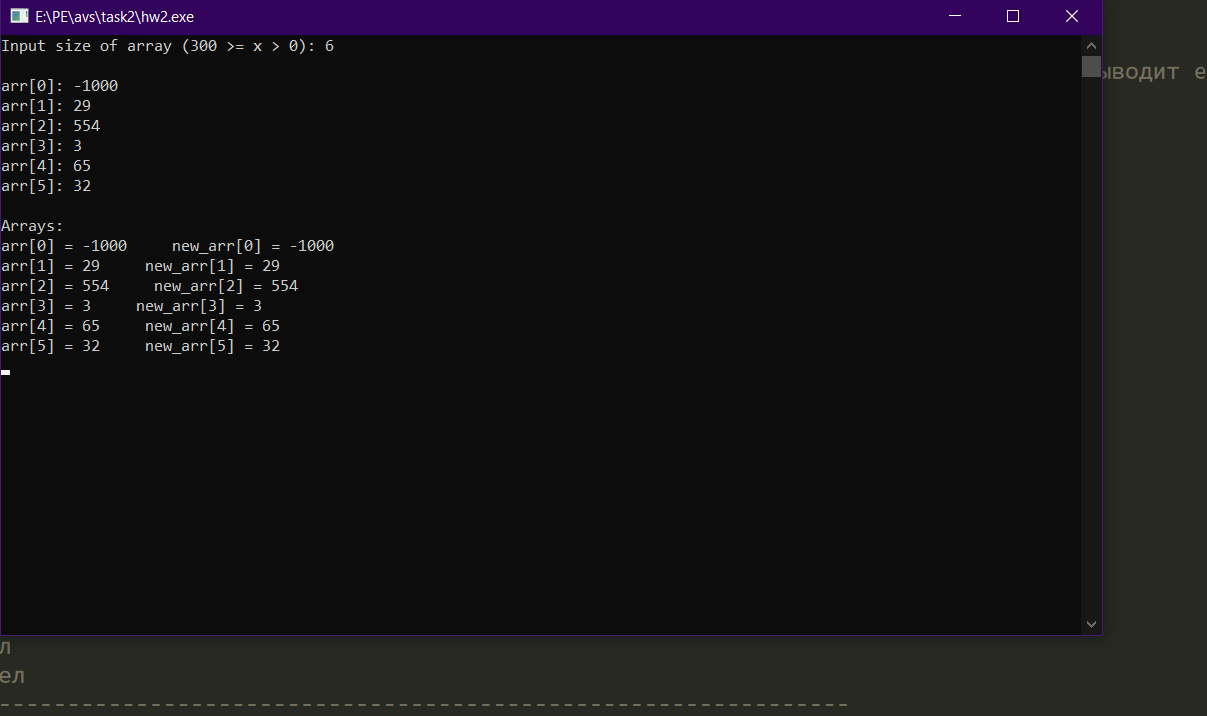 E:\PE\avs\task2\hw2.exe
Input size of array (300 >= x > 0): 6
arr[0]: -1000
arr[1]: 29
arr[2]: 554
arr[3]: 3
arr[4]: 65
arr[5]: 32
Arrays:
arr[0] = -1000     new_arr[0] = -1000
arr[1] = 29     new_arr[1] = 29
arr[2] = 554     new_arr[2] = 554
arr[3] = 3     new_arr[3] = 3
arr[4] = 65     new_arr[4] = 65
arr[5] = 32     new_arr[5] = 32
---------------------------------------------------------------